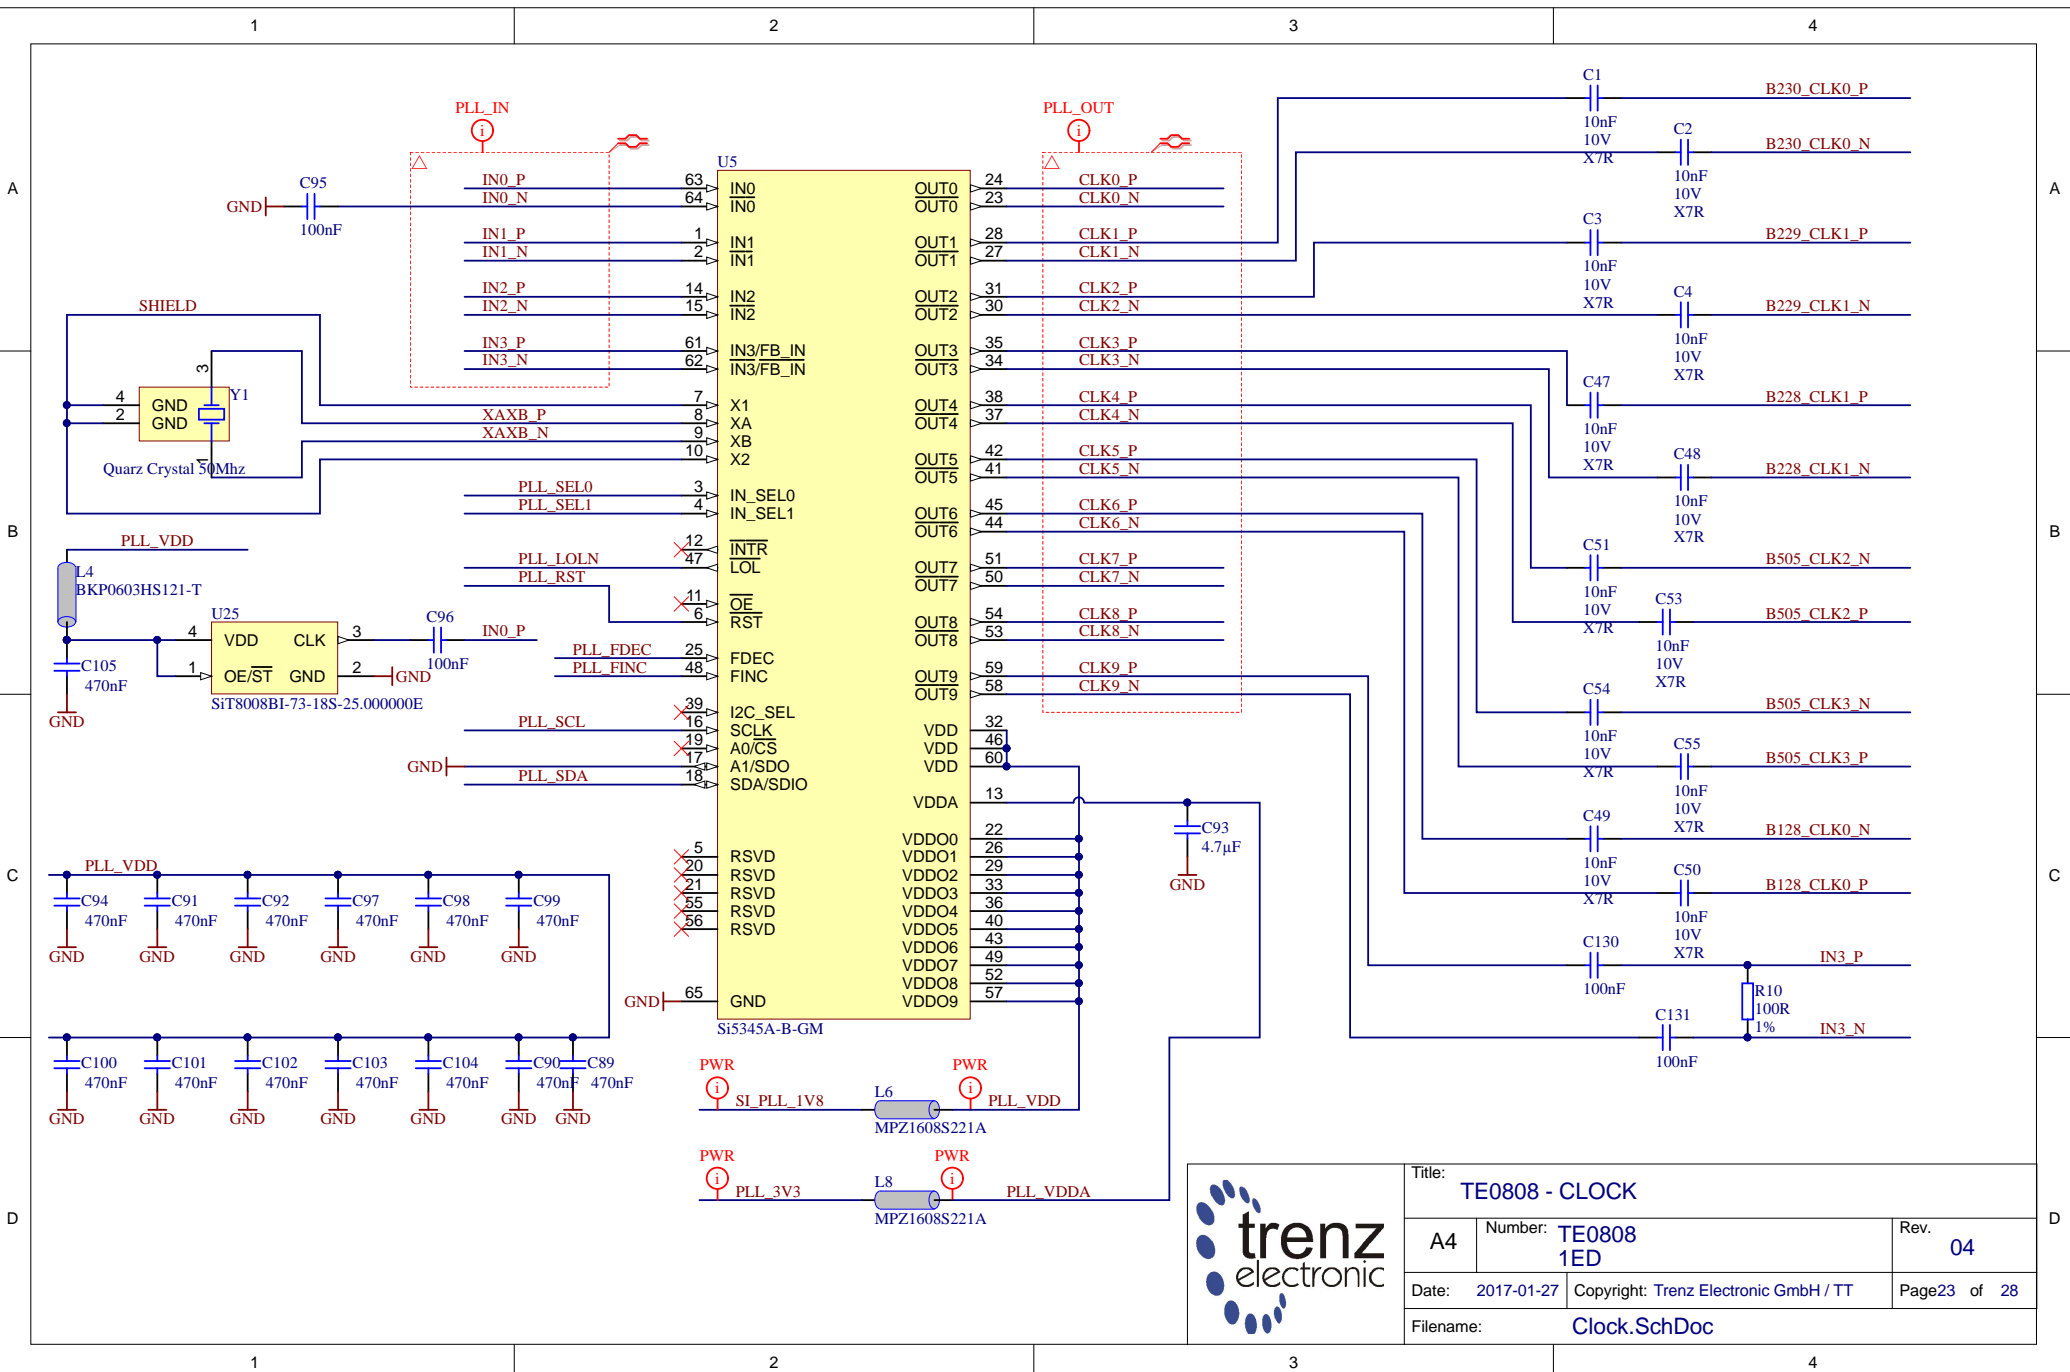 1
2
3
4
A
B
C
D
PLL_IN
i
C95
GND
100nF
IN0_P
IN0_N
IN1_P
IN1_N
IN2_P
IN2_N
IN3_P
IN3_N
SHIELD
3
4
2
GND
GND
Y1
1
Quarz Crystal 50Mhz
XAXB_P
XAXB_N
PLL_SEL0
PLL_SEL1
PLL_VDD
L4
BKP0603HS121-T
PLL_LOLN
PLL_RST
U25
4 VDD CLK 3
1 OE/ST GND 2
GND
SiT8008BI-73-18S-25.000000E
C96
100nF
IN0_P
C105
470nF
GND
PLL_FDEC
PLL_FINC
PLL_SCL
GND
PLL_SDA
U5
63 IN0
64 IN0
1 IN1
2 IN1
14 IN2
15 IN2
61 IN3/FB_IN
62 IN3/FB_IN
7 X1
8 XA
9 XB
10 X2
3 IN_SEL0
4 IN_SEL1
12 INTR
47 LOL
11 OE
6 RST
25 FDEC
48 FINC
39 I2C_SEL
16 SCLK
19 A0/CS
17 A1/SDO
18 SDA/SDIO
5 RSVD
20 RSVD
21 RSVD
55 RSVD
56 RSVD
GND 65 GND
Si5345A-B-GM
OUT0 24
OUT0 23
OUT1 28
OUT1 27
OUT2 31
OUT2 30
OUT3 35
OUT3 34
OUT4 38
OUT4 37
OUT5 42
OUT5 41
OUT6 45
OUT6 44
OUT7 51
OUT7 50
OUT8 54
OUT8 53
OUT9 59
OUT9 58
VDD 32
VDD 46
VDD 60
VDDA 13
VDDO0 22
VDDO1 26
VDDO2 29
VDDO3 33
VDDO4 36
VDDO5 40
VDDO6 43
VDDO7 49
VDDO8 52
VDDO9 57
PLL_OUT
i
CLK0_P
CLK0_N
CLK1_P
CLK1_N
CLK2_P
CLK2_N
CLK3_P
CLK3_N
CLK4_P
CLK4_N
CLK5_P
CLK5_N
CLK6_P
CLK6_N
CLK7_P
CLK7_N
CLK8_P
CLK8_N
CLK9_P
CLK9_N
C93
4.7µF
GND
C1
10nF
10V
X7R
B230_CLK0_P
C2
10nF
10V
X7R
B230_CLK0_N
C3
10nF
10V
X7R
B229_CLK1_P
C4
10nF
10V
X7R
B229_CLK1_N
C47
10nF
10V
X7R
B228_CLK1_P
C48
10nF
10V
X7R
B228_CLK1_N
C51
10nF
10V
X7R
B505_CLK2_N
C53
10nF
10V
X7R
B505_CLK2_P
C54
10nF
10V
X7R
B505_CLK3_N
C55
10nF
10V
X7R
B505_CLK3_P
C49
10nF
10V
X7R
B128_CLK0_N
C50
10nF
10V
X7R
B128_CLK0_P
C130
100nF
IN3_P
R10
100R
1%
C131
100nF
IN3_N
PLL_VDD
C94 C91 C92 C97 C98 C99
470nF 470nF 470nF 470nF 470nF 470nF
GND GND GND GND GND GND
C100 C101 C102 C103 C104 C90 C89
470nF 470nF 470nF 470nF 470nF 470nF 470nF
GND GND GND GND GND GND GND
PWR PWR
i i
SI_PLL_1V8 L6 PLL_VDD
MPZ1608S221A
PWR PWR
i i
PLL_3V3 L8 PLL_VDDA
MPZ1608S221A
trenz
electronic
Title:
TE0808 - CLOCK
A4
Number: TE0808
1ED
Rev.
04
Date: 2017-01-27
Copyright: Trenz Electronic GmbH / TT
Page23 of 28
Filename: Clock.SchDoc
A
B
C
D
1
2
3
4